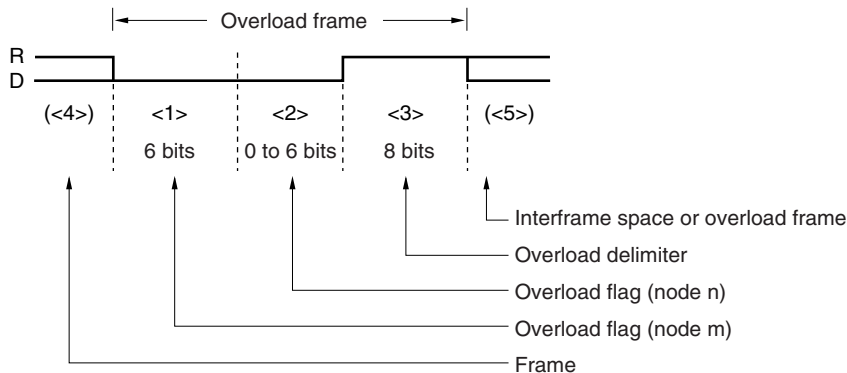 Overload frame
R
D
(<4>) <1> <2> <3> (<5>)
6 bits 0 to 6 bits 8 bits
Interframe space or overload frame
Overload delimiter
Overload flag (node n)
Overload flag (node m)
Frame